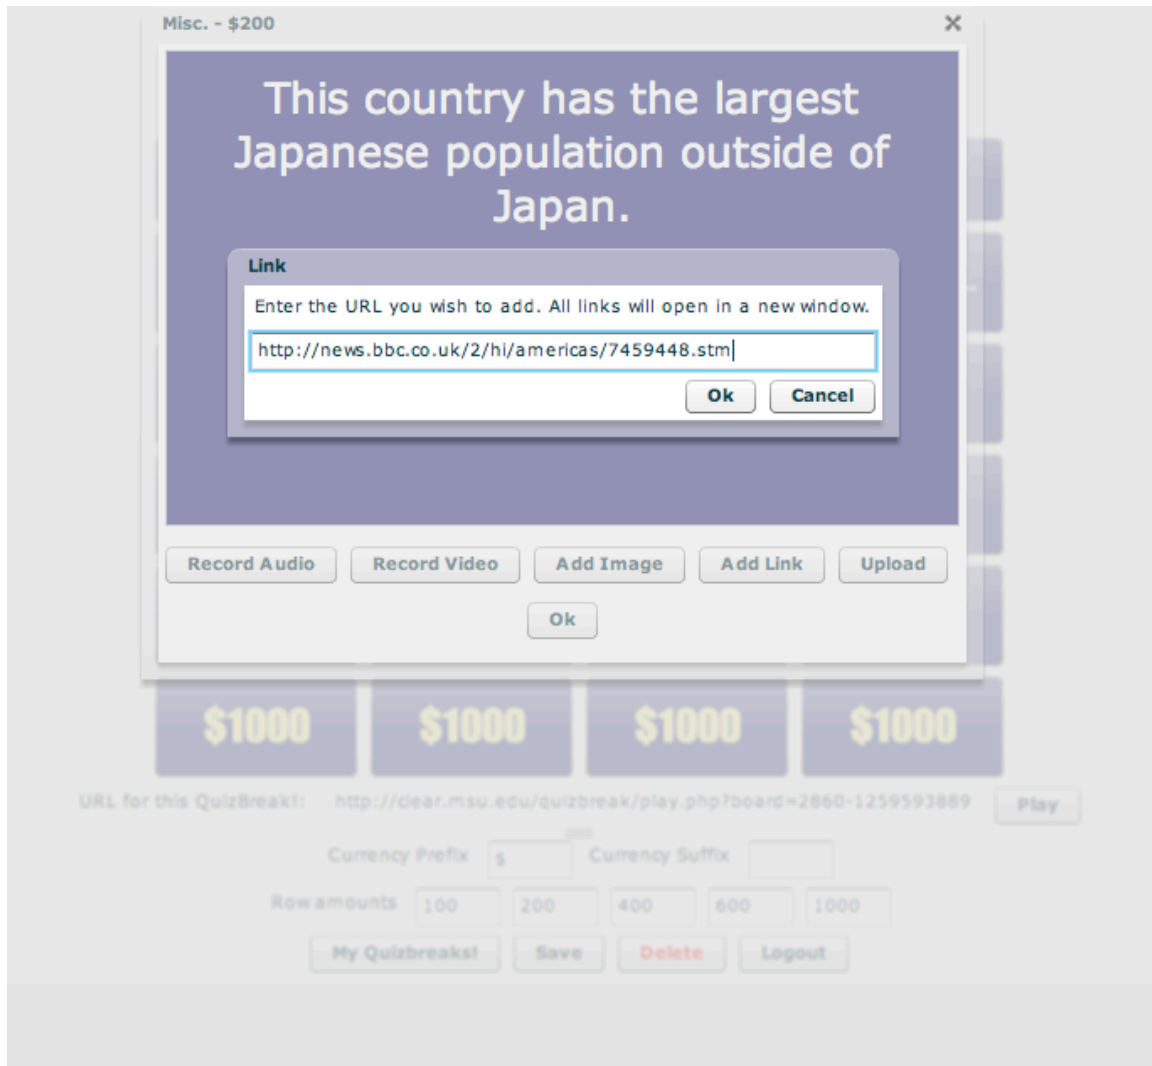 Misc. - $200
This country has the largest
Japanese population outside of
Japan.
Link
Enter the URL you wish to add. All links will open in a new window.
http://news.bbc.co.uk/2/hi/americas/7459448.stm
Ok Cancel
Record Audio Record Video Add Image Add Link Upload
Ok
$1000 $1000 $1000 $1000
URL for this QuizBreak!: http://clear.msu.edu/quizbreak/play.php?board=2860-1259593889 Play
Currency Prefix $ Currency Suffix
Row amounts 100 200 400 600 1000
My Quizbreaks! Save Delete Logout